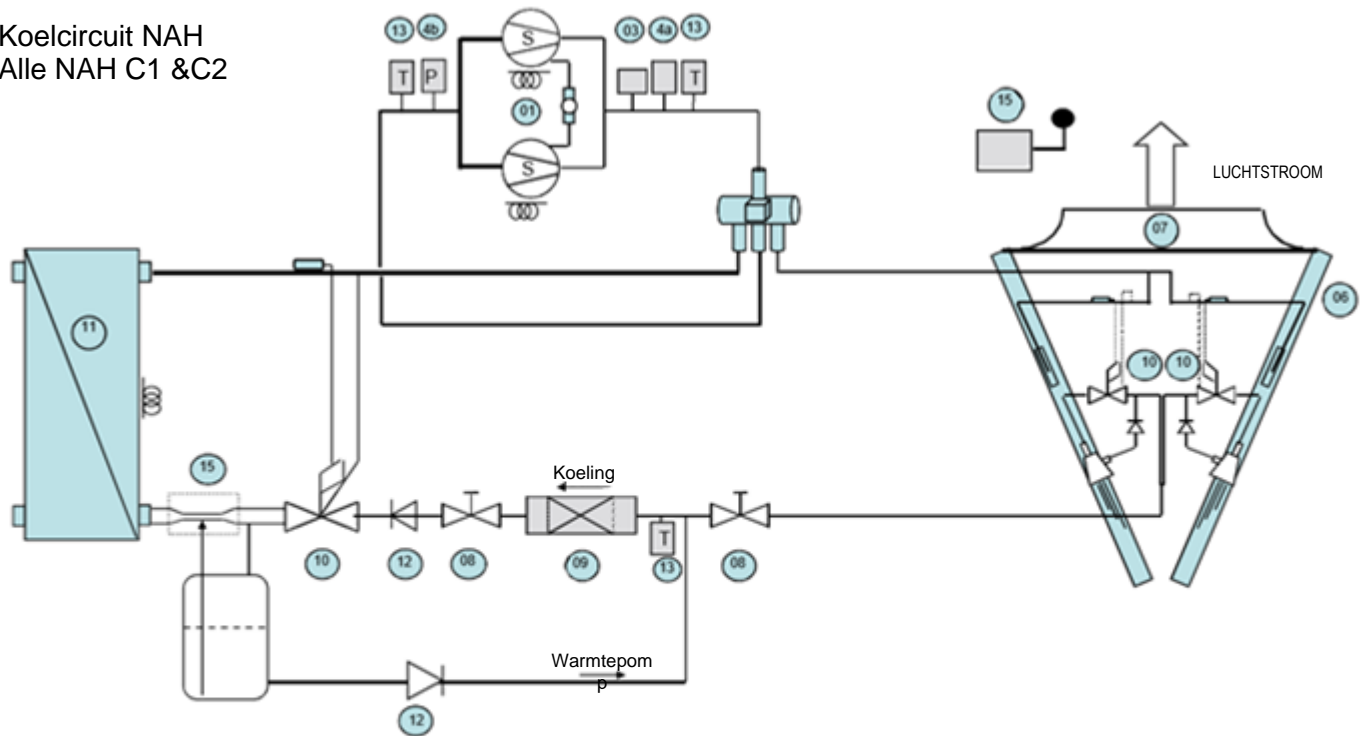 Koelcircuit NAH
Alle NAH C1 &C2
13 4b
03 4a 13
T P
S
T
01
S
15
LUCHTSTROOM
07
06
11
10 10
15
Koeling
10
12
08
09
T
13
08
Warmtepom
p
12